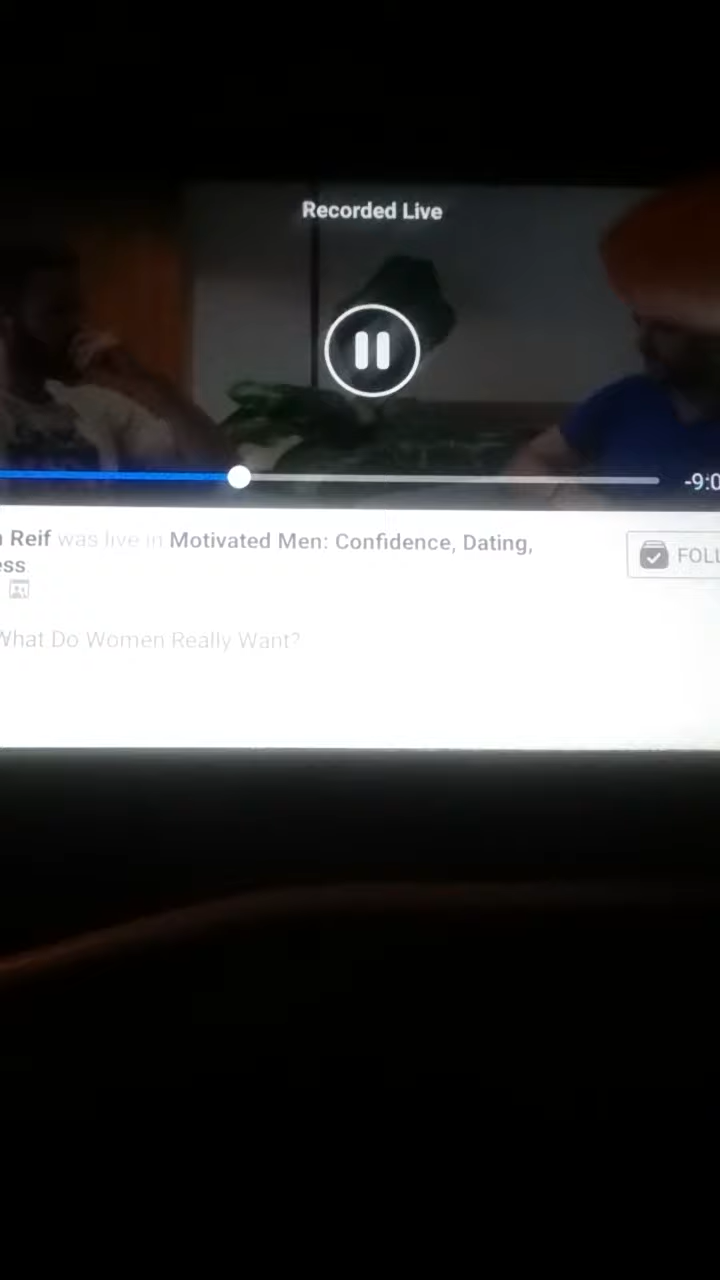 Recorded Live
-9:0
Reif was live in Motivated Men: Confidence, Dating,
ess
FOLL
What Do Women Really Want?